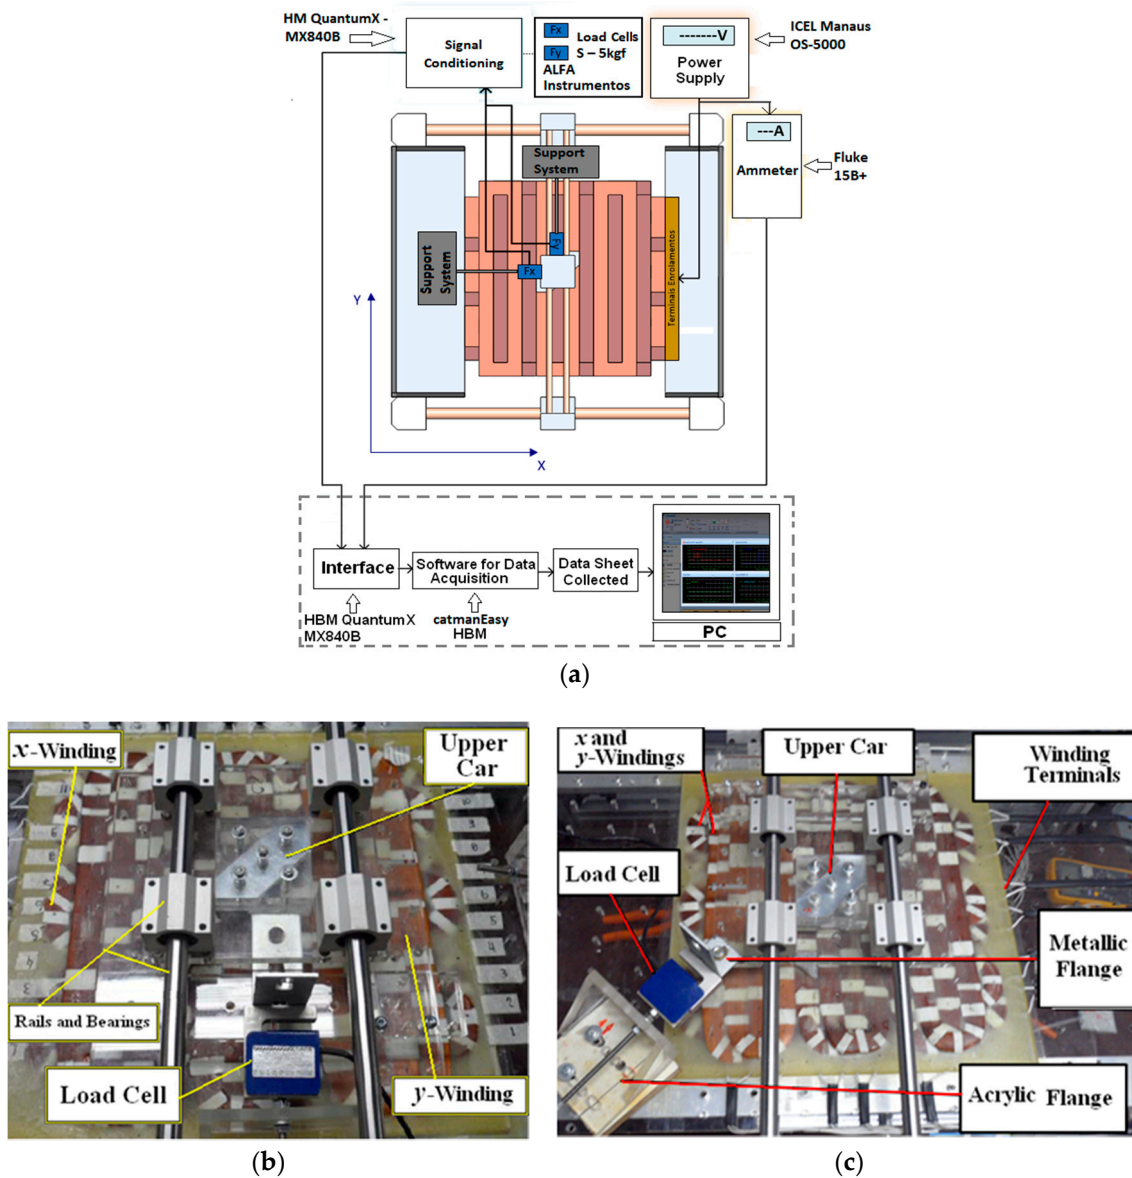 HM QuantumX -
MX840B
Signal
Conditioning
Fx
Fy
Load Cells
S – 5kgf
ALFA
Instrumentos
-------V
Power
Supply
ICEL Manaus
OS-5000
---A
Ammeter
Fluke
15B+
Support
System
Support
System
Fy
Fx
Terminais Enrolamentos
Y
X
Interface
Software for Data
Acquisition
Data Sheet
Collected
PC
HBM QuantumX
MX840B
catmanEasy
HBM
(a)
x-Winding
Upper
Car
Rails and Bearings
Load Cell
y-Winding
(b)
x and
y-Windings
Upper Car
Winding
Terminals
Load Cell
Metallic
Flange
Acrylic Flange
(c)